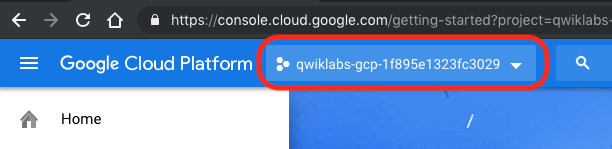 https://console.cloud.google.com/getting-started?project=qwiklabs-
Google Cloud Platform
qwiklabs-gcp-1f895e1323fc3029
Home
/